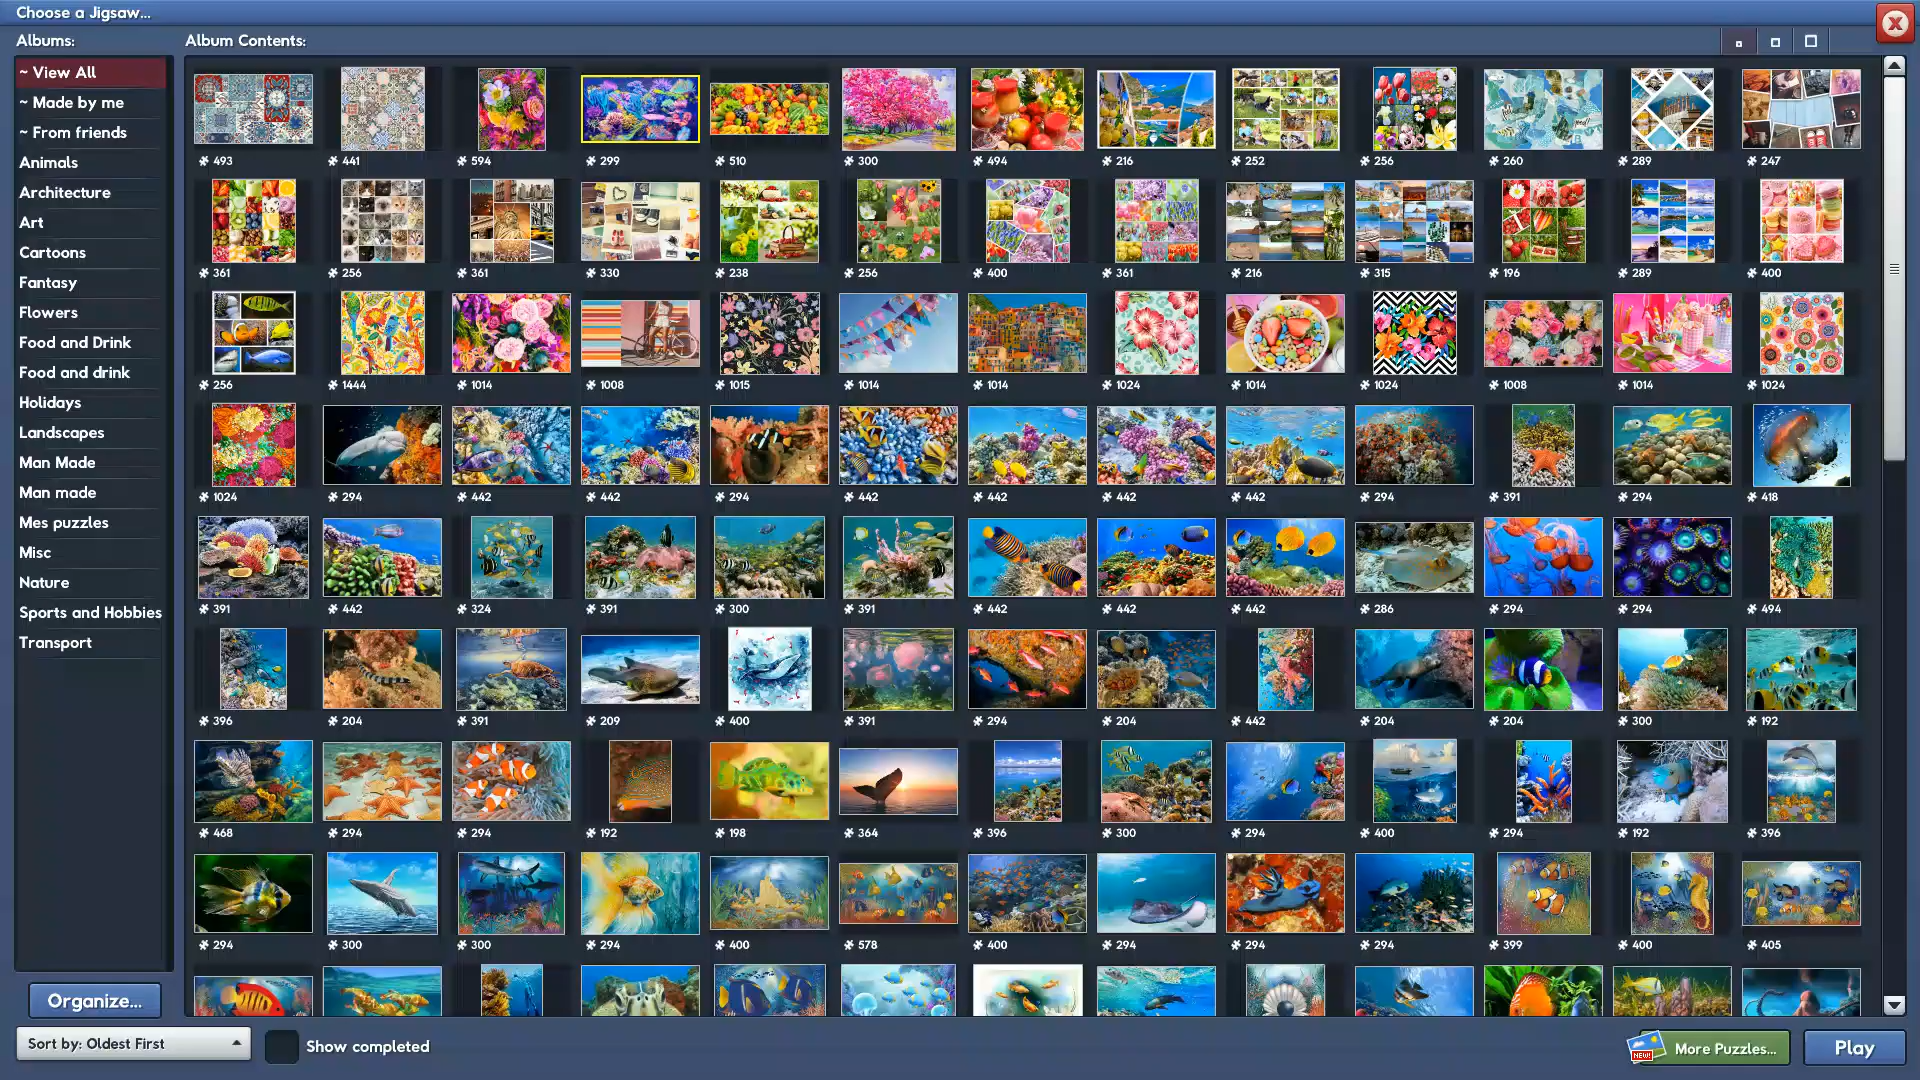 Choose a Jigsaw...
Albums:
Album Contents:
~ View All
~ Made by me
~ From friends
Animals
Architecture
Art
Cartoons
Fantasy
Flowers
Food and Drink
Food and drink
Holidays
Landscapes
Man Made
Man made
Mes puzzles
Misc
Nature
Sports and Hobbies
Transport
493 441 594 299 510 300 494 216 252 256 260 289 247
361 256 361 330 238 256 400 361 216 315 196 289 400
256 1444 1014 1008 1015 1014 1014 1024 1014 1024 1008 1014 1024
1024 294 442 442 294 442 442 442 442 294 391 294 418
391 442 324 391 300 391 442 442 442 286 294 294 494
396 204 391 209 400 391 294 204 442 204 204 300 192
468 294 294 192 198 364 396 300 294 400 294 192 396
294 300 300 294 400 578 400 294 294 294 399 400 405
Organize...
Sort by: Oldest First
Show completed
NEW!
More Puzzles...
Play